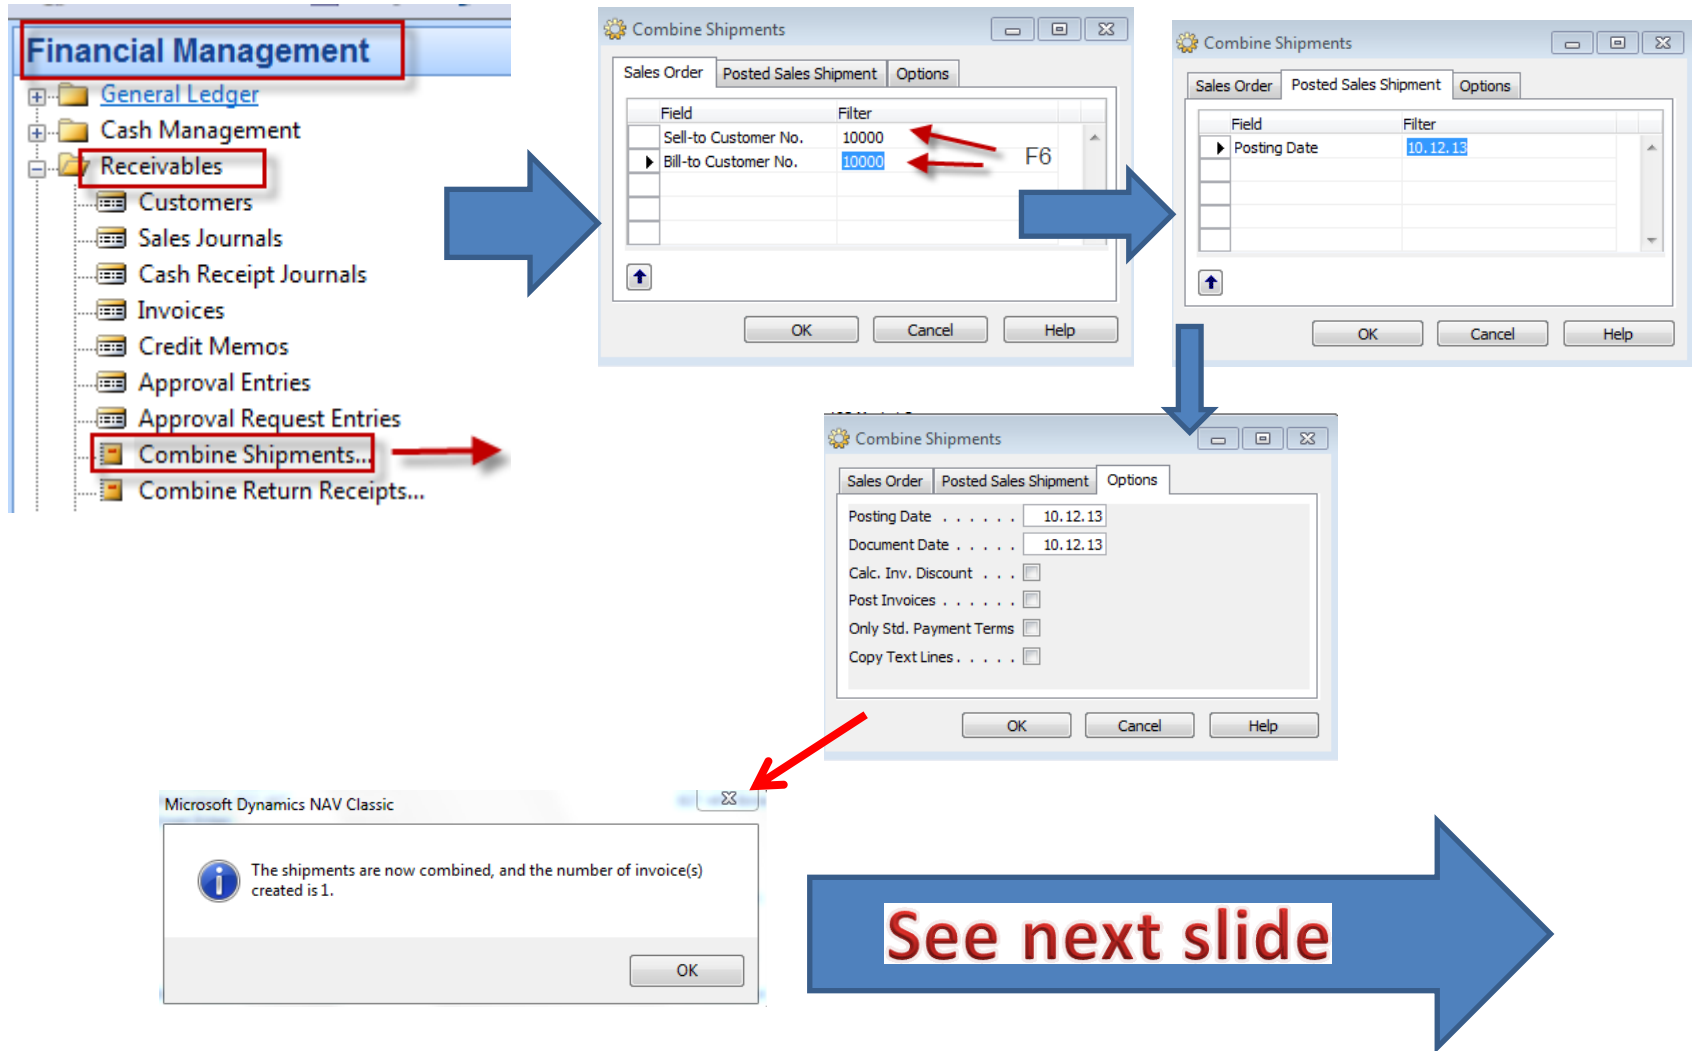 Financial Management
General Ledger
Cash Management
Receivables
Customers
Sales Journals
Cash Receipt Journals
Invoices
Credit Memos
Approval Entries
Approval Request Entries
Combine Shipments...
Combine Return Receipts...
Combine Shipments
Sales Order Posted Sales Shipment Options
Field Filter
Sell-to Customer No. 10000
Bill-to Customer No. 10000
F6
OK Cancel Help
Combine Shipments
Sales Order Posted Sales Shipment Options
Field Filter
Posting Date 10.12.13
OK Cancel Help
Combine Shipments
Sales Order Posted Sales Shipment Options
Posting Date . . . . . . 10.12.13
Document Date . . . . . 10.12.13
Calc. Inv. Discount . . .
Post Invoices . . . . . .
Only Std. Payment Terms
Copy Text Lines. . . . .
OK Cancel Help
Microsoft Dynamics NAV Classic
The shipments are now combined, and the number of invoice(s)
created is 1.
OK
See next slide